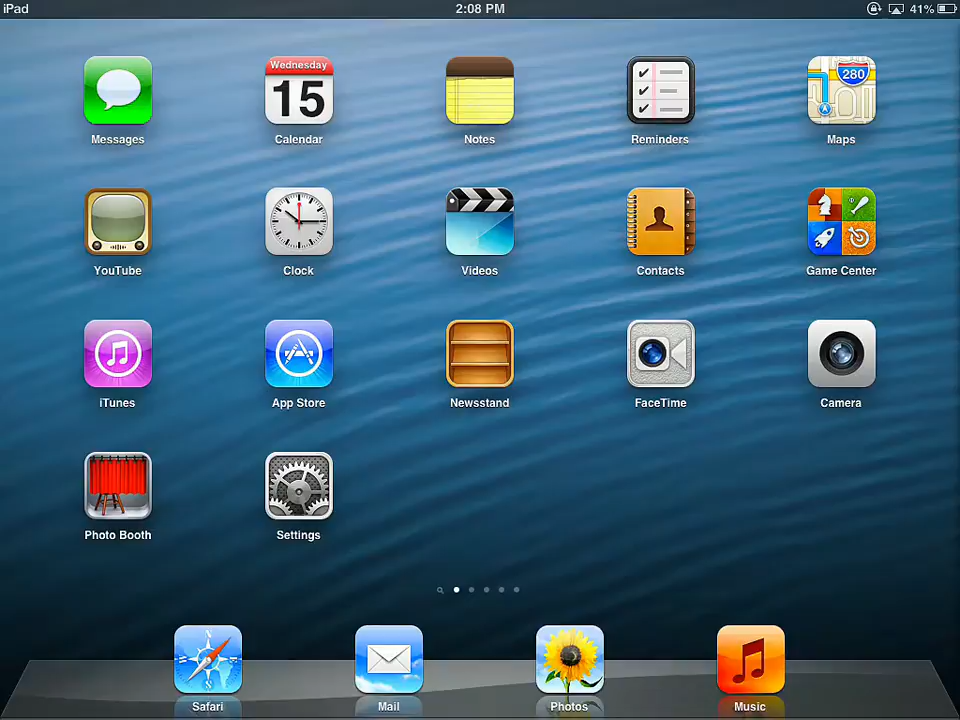 iPad 2:08 PM 41%
Wednesday
15
280
Messages Calendar Notes Reminders Maps
YouTube Clock Videos Contacts Game Center
iTunes App Store Newsstand FaceTime Camera
Photo Booth Settings
Safari Mail Photos Music